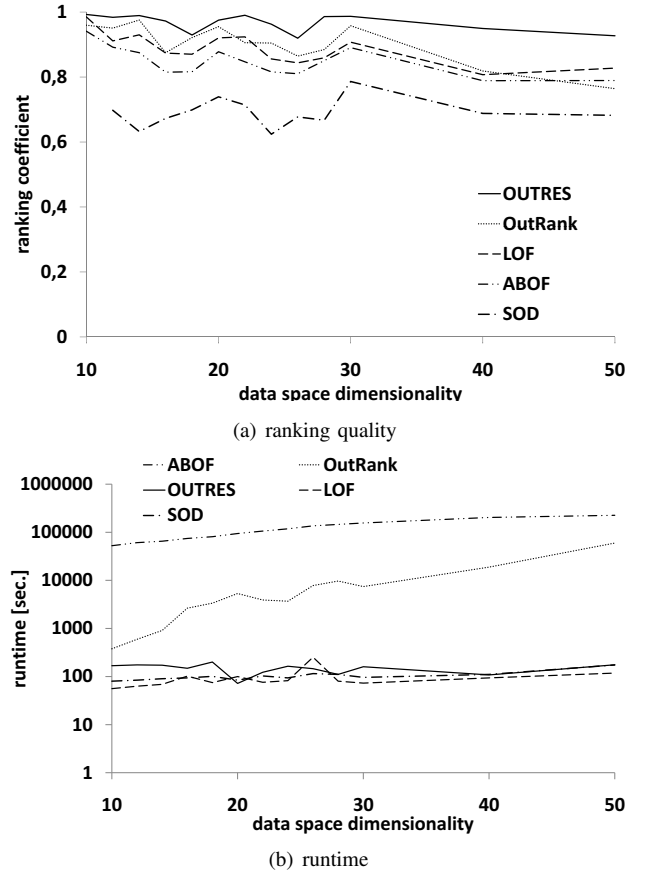 1
0,8
0,6
0,4
0,2
0
ranking coefficient
OUTRES
OutRank
LOF
ABOF
SOD
10 20 30 40 50
data space dimensionality
(a) ranking quality
ABOF OutRank
OUTRES LOF
SOD
1000000
100000
10000
1000
100
10
1
runtime [sec.]
10 20 30 40 50
data space dimensionality
(b) runtime